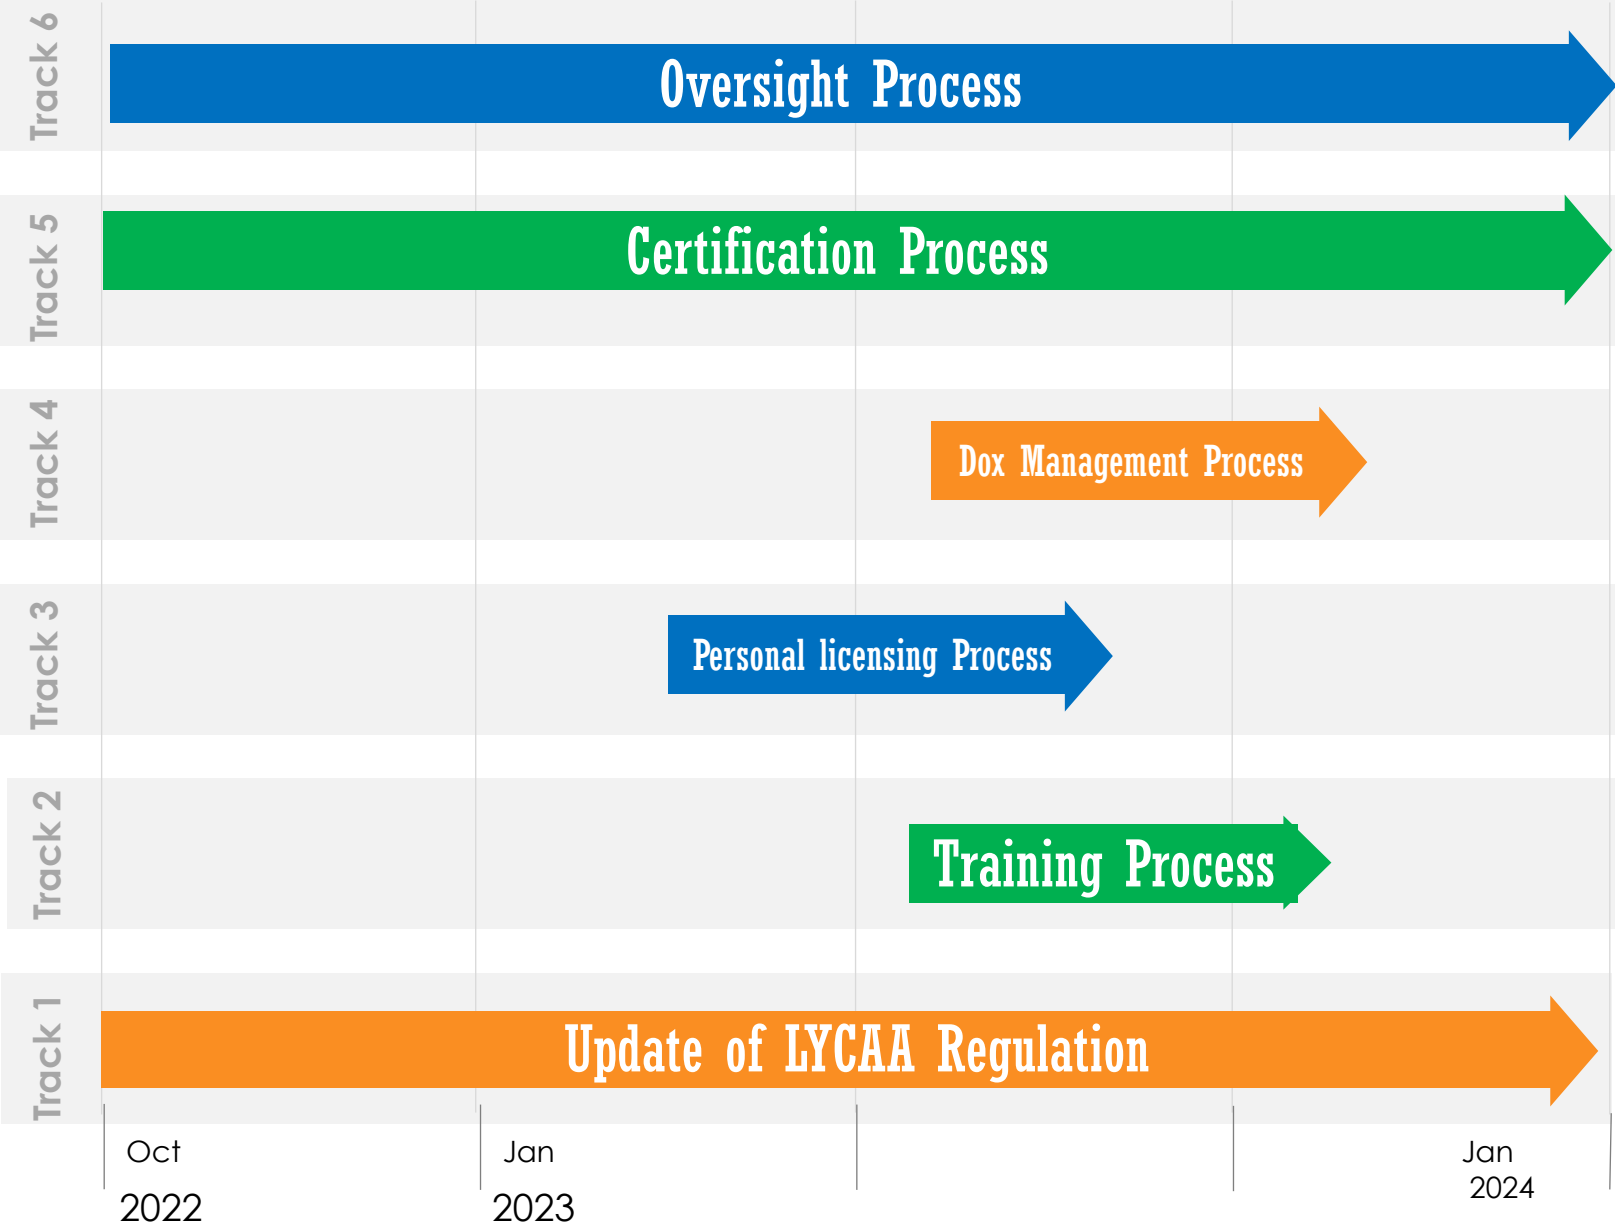 Track 6
Oversight Process
Track 5
Certification Process
Track 4
Dox Management Process
Track 3
Personal licensing Process
Track 2
Training Process
Track 1
Update of LYCAA Regulation
Oct
2022
Jan
2023
Jan
2024